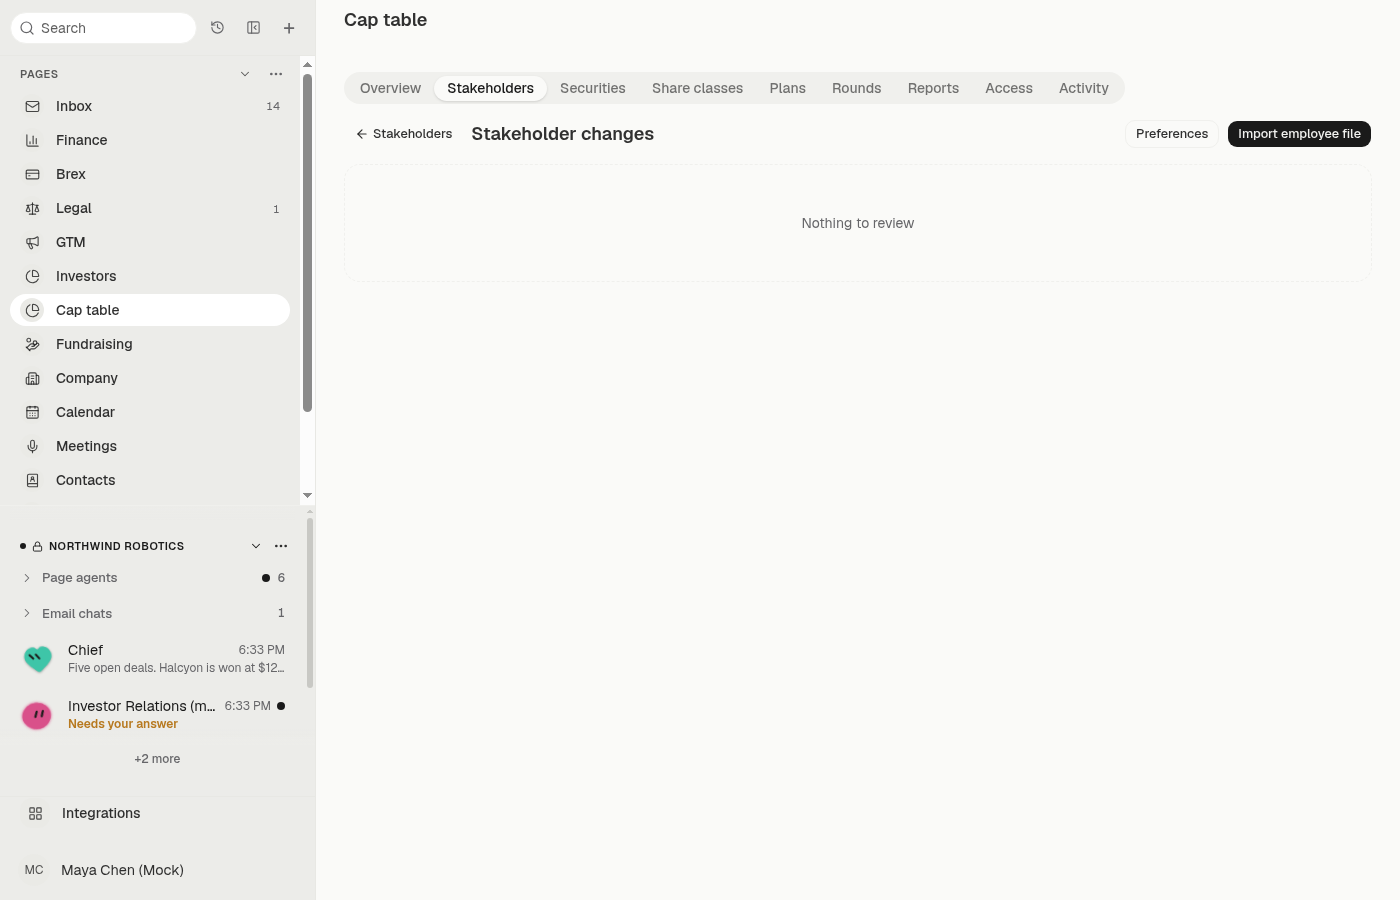 Search
PAGES
Inbox 14
Finance
Brex
Legal 1
GTM
Investors
Cap table
Fundraising
Company
Calendar
Meetings
Contacts
NORTHWIND ROBOTICS
Page agents 6
Email chats 1
Chief 6:33 PM
Five open deals. Halcyon is won at $12…
Investor Relations (m… 6:33 PM
Needs your answer
+2 more
Integrations
MC Maya Chen (Mock)
Cap table
Overview Stakeholders Securities Share classes Plans Rounds Reports Access Activity
Stakeholders Stakeholder changes Preferences Import employee file
Nothing to review